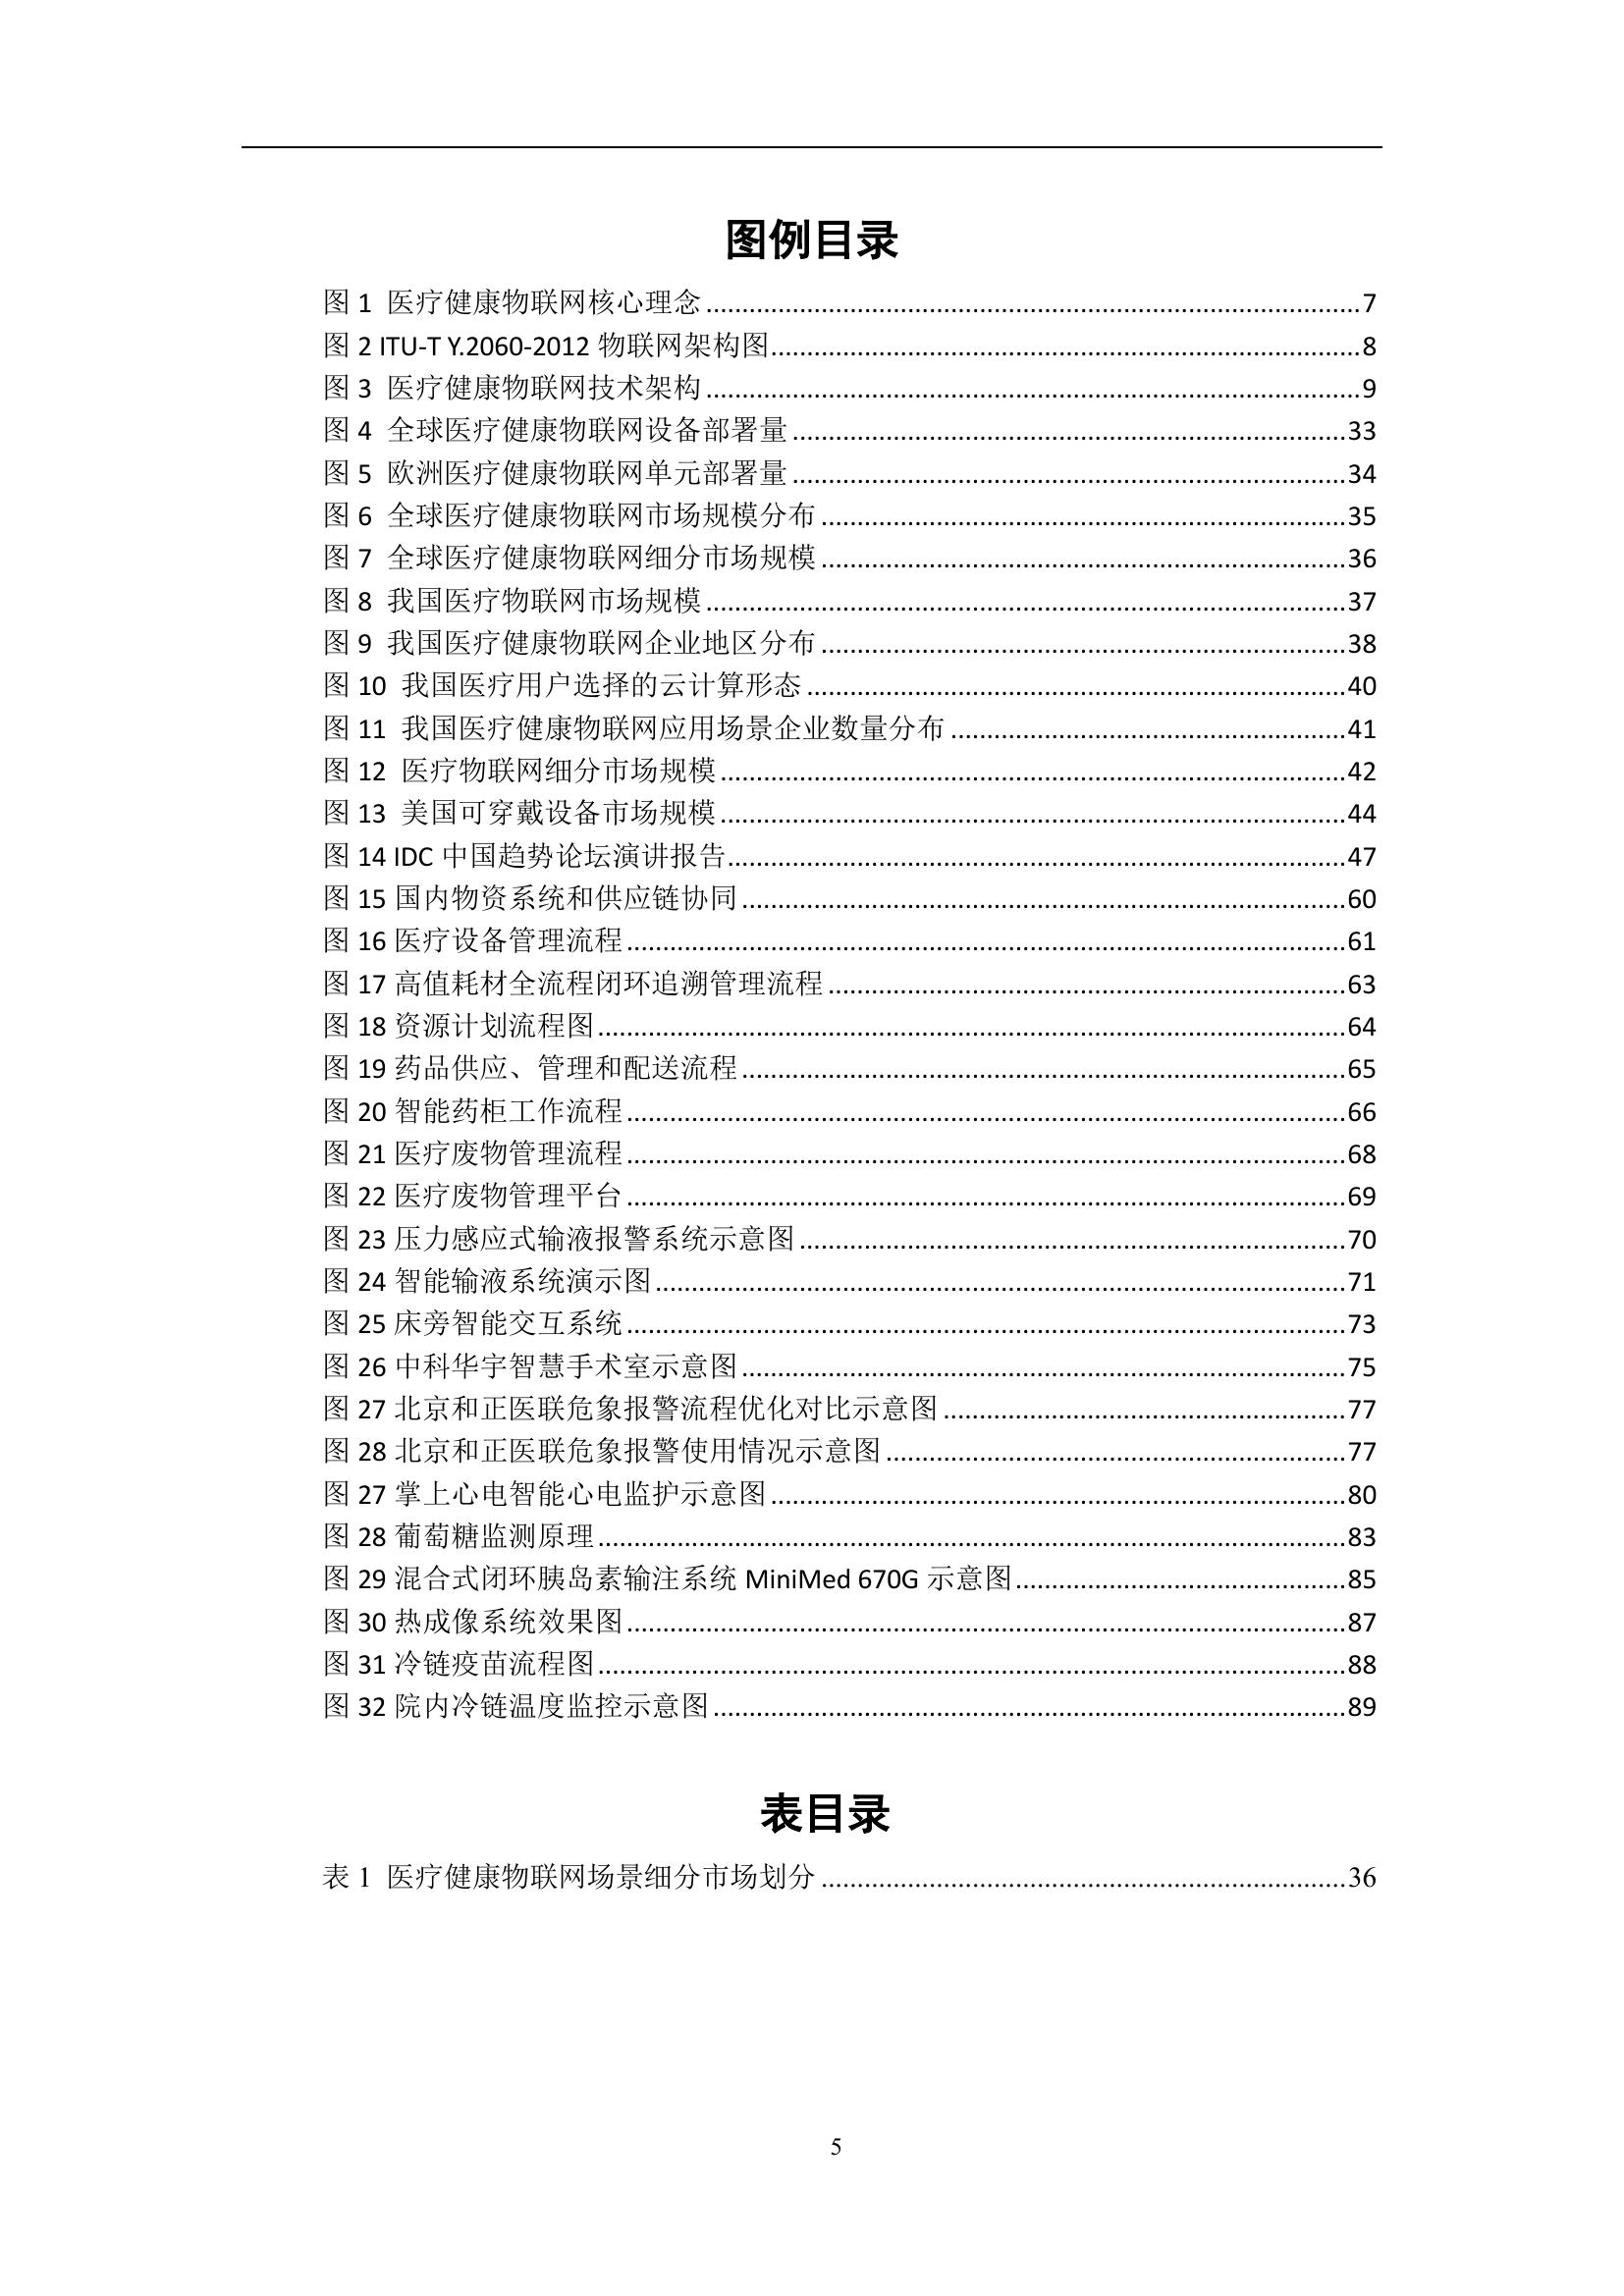 图例目录
图 1 医疗健康物联网核心理念........7
图 2 ITU-T Y.2060-2012 物联网架构图........8
图 3 医疗健康物联网技术架构........9
图 4 全球医疗健康物联网设备部署量........33
图 5 欧洲医疗健康物联网单元部署量........34
图 6 全球医疗健康物联网市场规模分布........35
图 7 全球医疗健康物联网细分市场规模........36
图 8 我国医疗物联网市场规模........37
图 9 我国医疗健康物联网企业地区分布........38
图 10 我国医疗用户选择的云计算形态........40
图 11 我国医疗健康物联网应用场景企业数量分布........41
图 12 医疗物联网细分市场规模........42
图 13 美国可穿戴设备市场规模........44
图 14 IDC 中国趋势论坛演讲报告........47
图 15 国内物资系统和供应链协同........60
图 16 医疗设备管理流程........61
图 17 高值耗材全流程闭环追溯管理流程........63
图 18 资源计划流程图........64
图 19 药品供应、管理和配送流程........65
图 20 智能药柜工作流程........66
图 21 医疗废物管理流程........68
图 22 医疗废物管理平台........69
图 23 压力感应式输液报警系统示意图........70
图 24 智能输液系统演示图........71
图 25 床旁智能交互系统........73
图 26 中科华宇智慧手术室示意图........75
图 27 北京和正医联危象报警流程优化对比示意图........77
图 28 北京和正医联危象报警使用情况示意图........77
图 27 掌上心电智能心电监护示意图........80
图 28 葡萄糖监测原理........83
图 29 混合式闭环胰岛素输注系统 MiniMed 670G 示意图........85
图 30 热成像系统效果图........87
图 31 冷链疫苗流程图........88
图 32 院内冷链温度监控示意图........89
表目录
表 1 医疗健康物联网场景细分市场划分........36
5